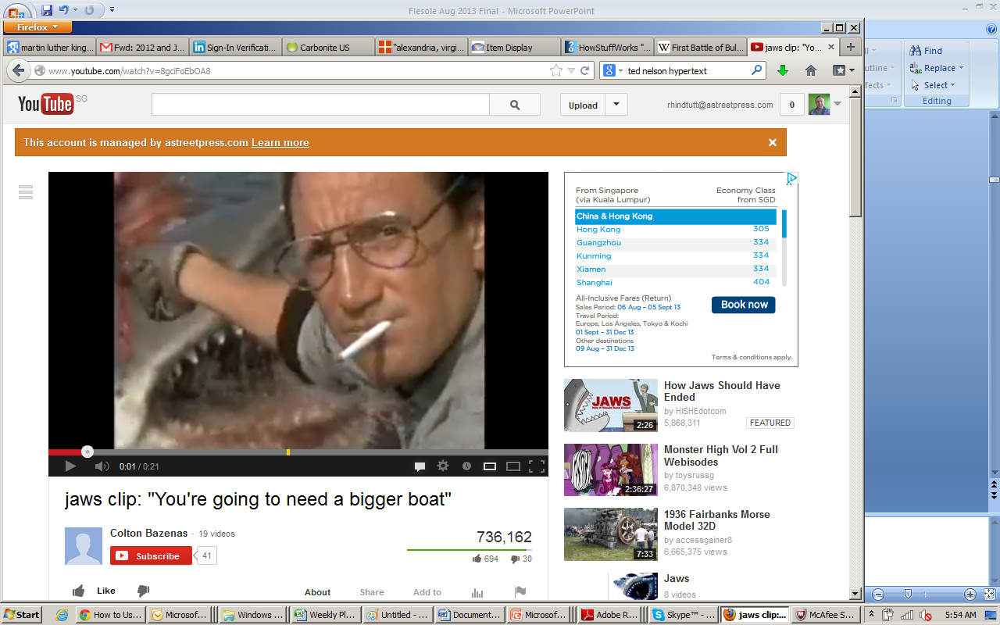 Fiesole Aug 2013 Final - Microsoft PowerPoint
Firefox
martin luther king...
Fwd: 2012 and J...
Sign-In Verificati...
Carbonite US
"alexandria, virgi...
Item Display
HowStuffWorks "...
First Battle of Bul...
jaws clip: "Yo...
www.youtube.com/watch?v=8gciFoEbOA8
ted nelson hypertext
Find
Replace
Select
Editing
YouTube SG
Upload
rhindtutt@astreetpress.com
0
This account is managed by astreetpress.com Learn more
From Singapore
(via Kuala Lumpur)
Economy Class
from SGD
China & Hong Kong
Hong Kong 305
Guangzhou 334
Kunming 334
Xiamen 334
Shanghai 404
All-Inclusive Fares (Return)
Sales Period: 06 Aug – 05 Sept 13
Travel Period:
Europe, Los Angeles, Tokyo & Kochi
01 Sept – 31 Dec 13
Other destinations
09 Aug – 31 Dec 13
Book now
Terms & conditions apply.
0:01 / 0:21
jaws clip: "You're going to need a bigger boat"
Colton Bazenas · 19 videos
Subscribe 41
736,162
694 30
Like
About Share Add to
JAWS
2:26
How Jaws Should Have
Ended
by HISHEdotcom
5,868,311
FEATURED
2:36:27
Monster High Vol 2 Full
Webisodes
by toysrussg
6,870,348 views
7:33
1936 Fairbanks Morse
Model 32D
by accessgainer8
6,665,375 views
Jaws
8 videos
Start
How to Us...
Microsof...
Windows ...
Weekly Pl...
Untitled - ...
Document...
Microsof...
Adobe R...
Skype™ - ...
jaws clip:...
McAfee S...
5:54 AM